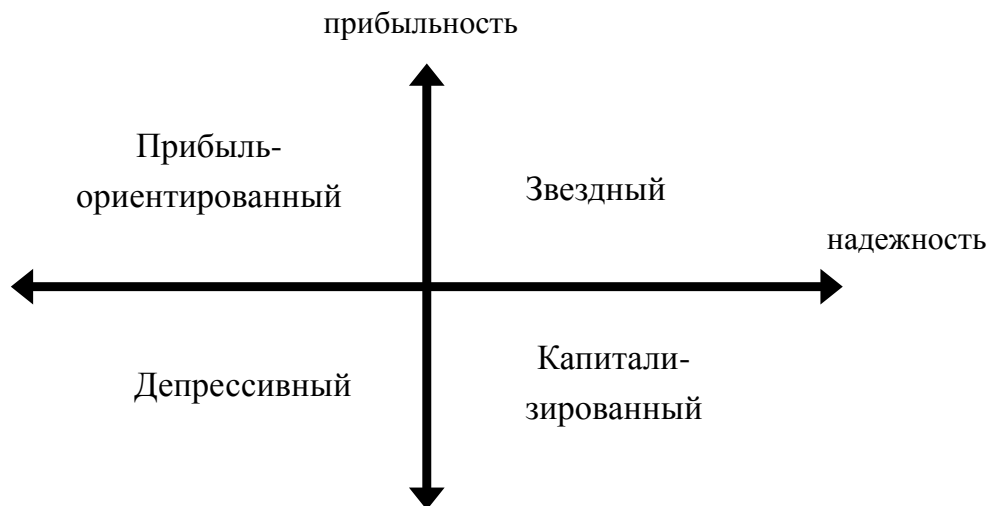 прибыльность
Прибыль-
ориентированный
Звездный
надежность
Депрессивный
Капитали-
зированный